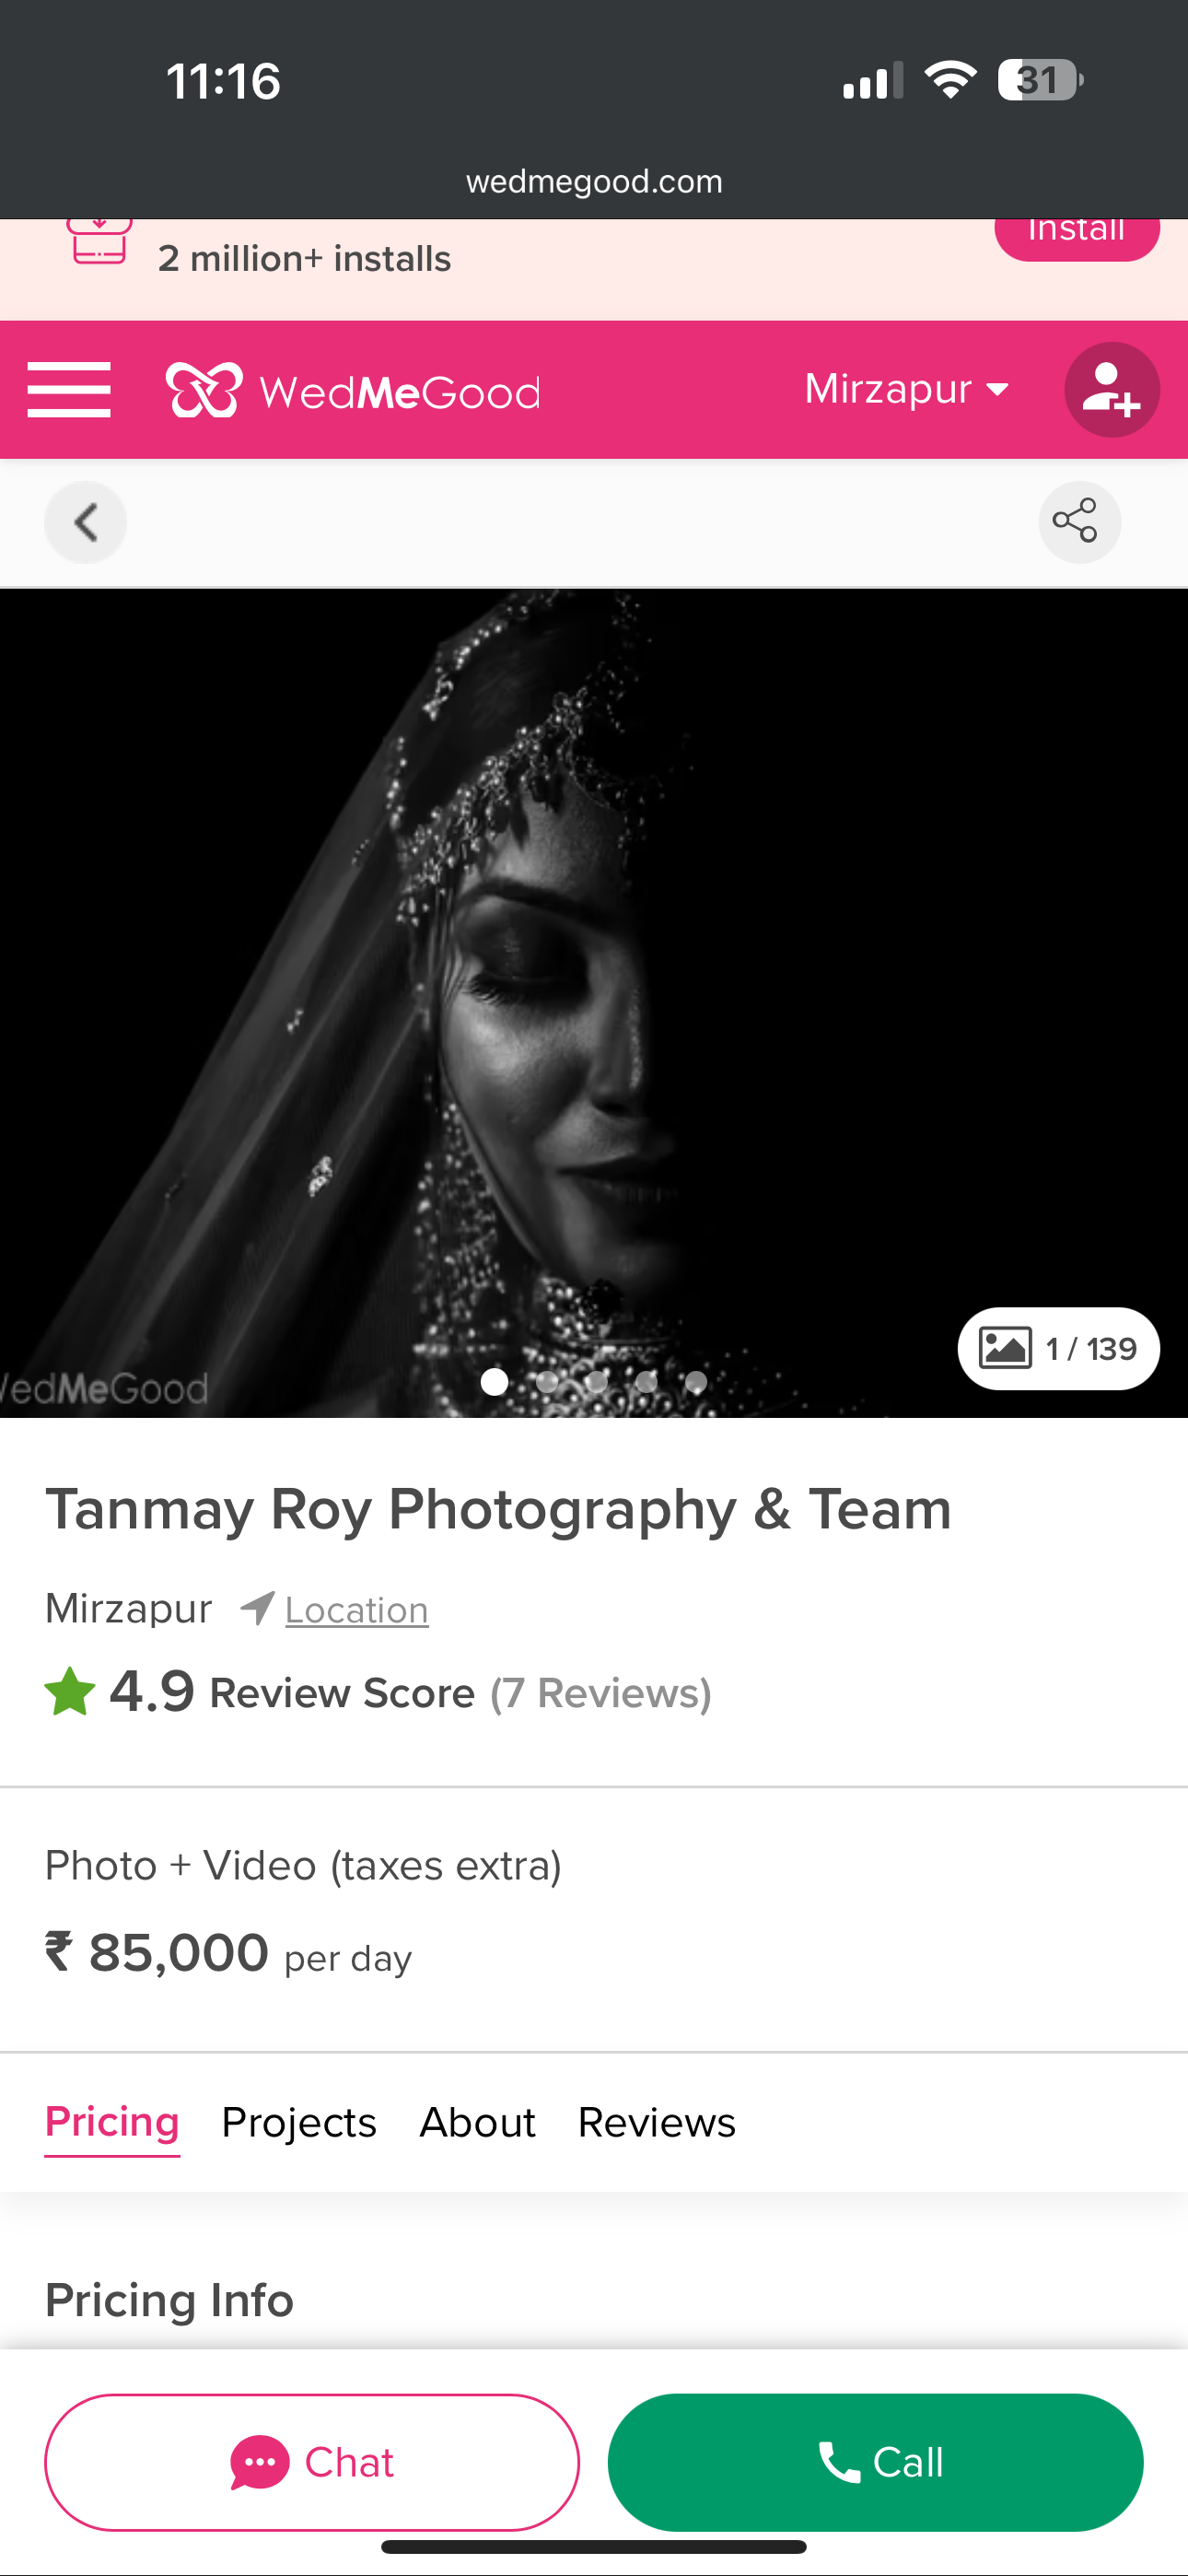 11:16
31
wedmegood.com
2 million+ installs
Install
WedMeGood
Mirzapur
1 / 139
WedMeGood
Tanmay Roy Photography & Team
Mirzapur Location
4.9 Review Score (7 Reviews)
Photo + Video (taxes extra)
₹ 85,000 per day
Pricing Projects About Reviews
Pricing Info
Chat
Call